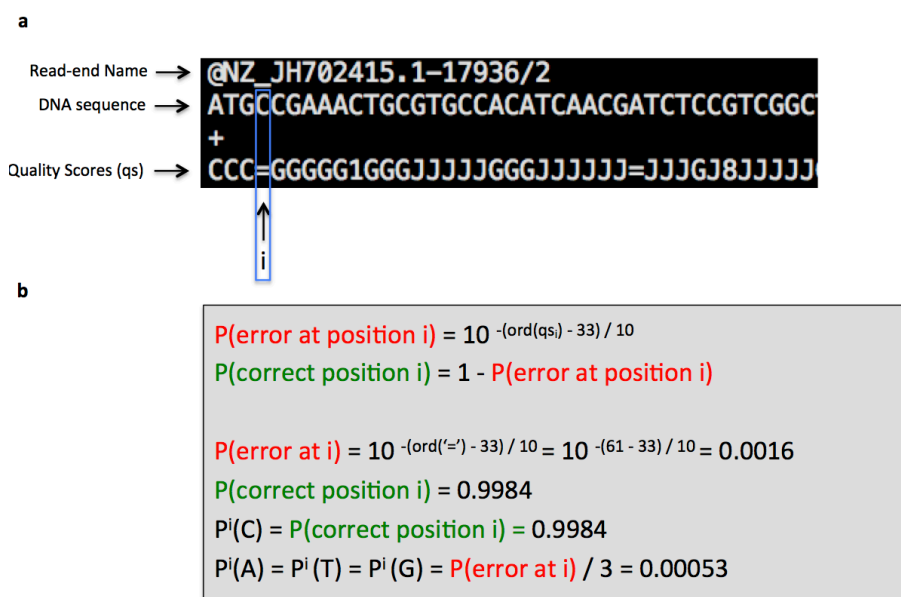 a
Read-end Name
@NZ_JH702415.1-17936/2
DNA sequence
ATGCCGAAACTGCGTGCCACATCAACGATCTCCGTCGGC
+
Quality Scores (qs)
CCC=GGGGG1GGGJJJJJGGGJJJJJJ=JJJGJ8JJJJJ
i
b
P(error at position i) = 10 -(ord(qsi) - 33) / 10
P(correct position i) = 1 - P(error at position i)
P(error at i) = 10 -(ord('=') - 33) / 10 = 10 -(61 - 33) / 10 = 0.0016
P(correct position i) = 0.9984
Pi(C) = P(correct position i) = 0.9984
Pi(A) = Pi (T) = Pi (G) = P(error at i) / 3 = 0.00053